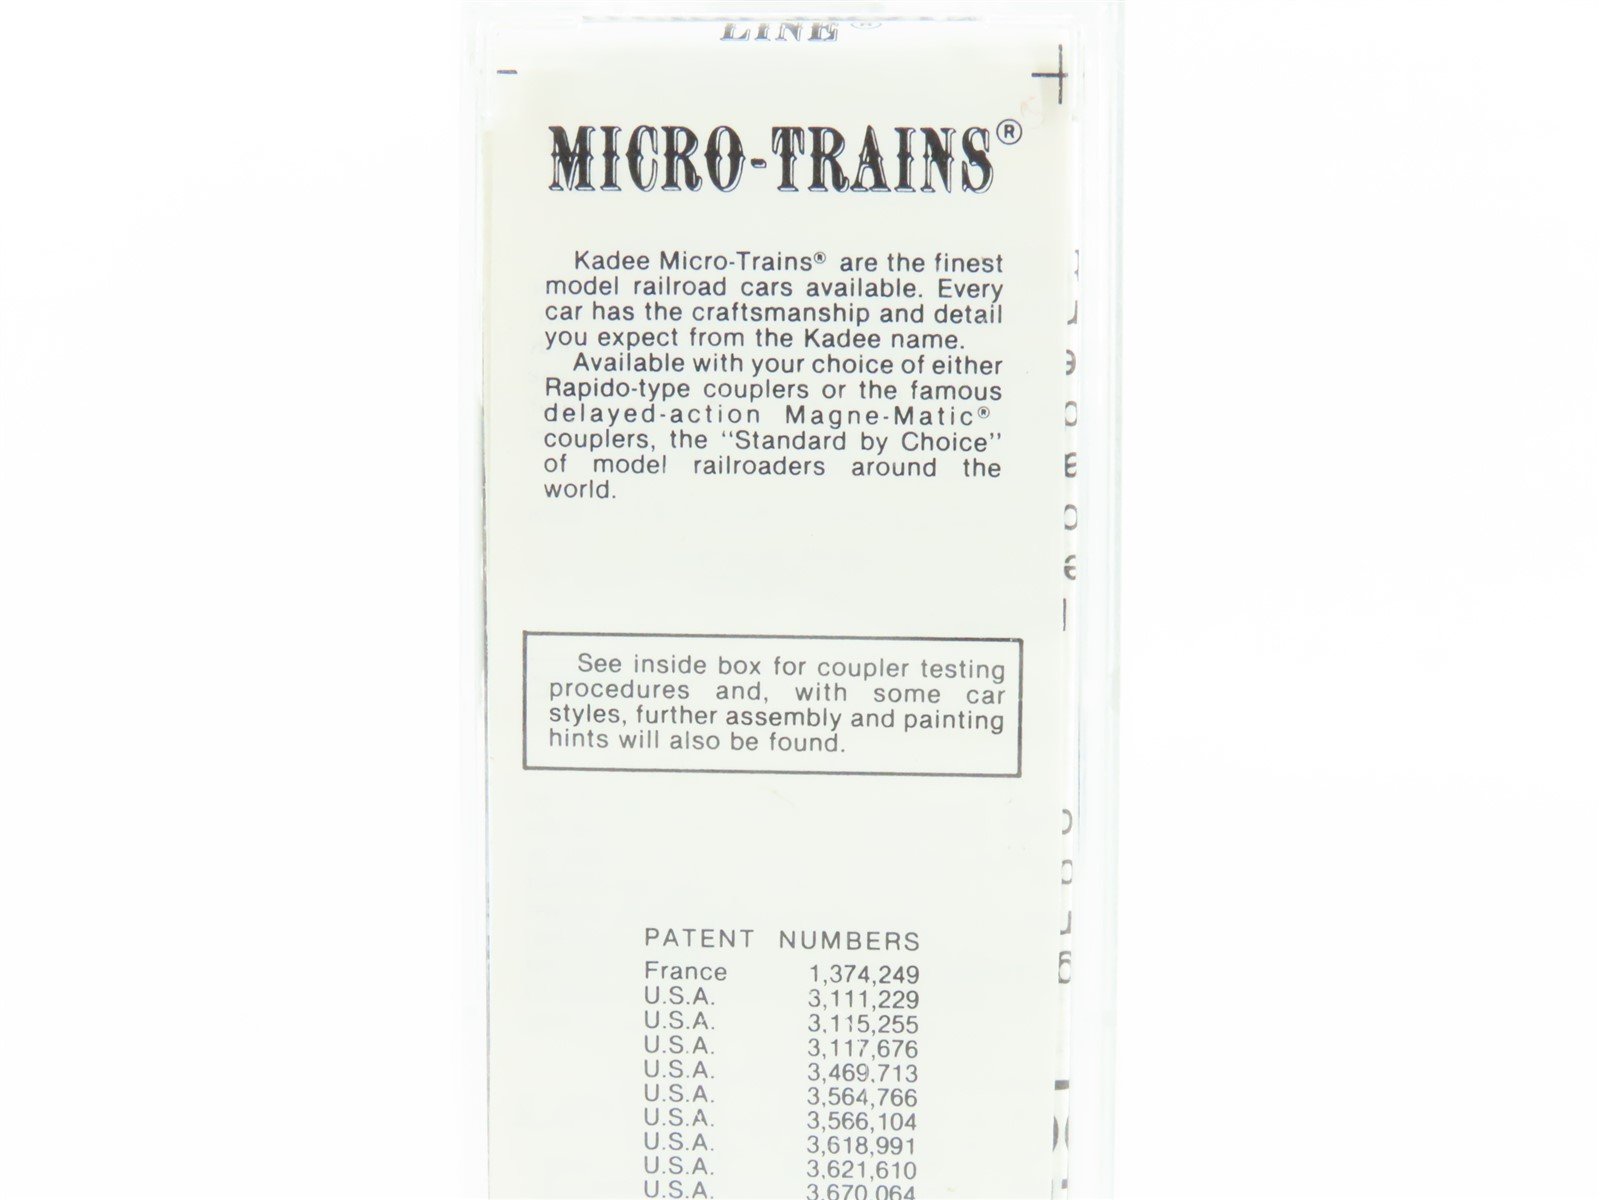 LINE®
MICRO-TRAINS®
Kadee Micro-Trains® are the finest
model railroad cars available. Every
car has the craftsmanship and detail
you expect from the Kadee name.
Available with your choice of either
Rapido-type couplers or the famous
delayed-action Magne-Matic®
couplers, the “Standard by Choice”
of model railroaders around the
world.
See inside box for coupler testing
procedures and, with some car
styles, further assembly and painting
hints will also be found.
PATENT NUMBERS
France 1,374,249
U.S.A. 3,111,229
U.S.A. 3,115,255
U.S.A. 3,117,676
U.S.A. 3,469,713
U.S.A. 3,564,766
U.S.A. 3,566,104
U.S.A. 3,618,991
U.S.A. 3,621,610
U.S.A. 3,670,064